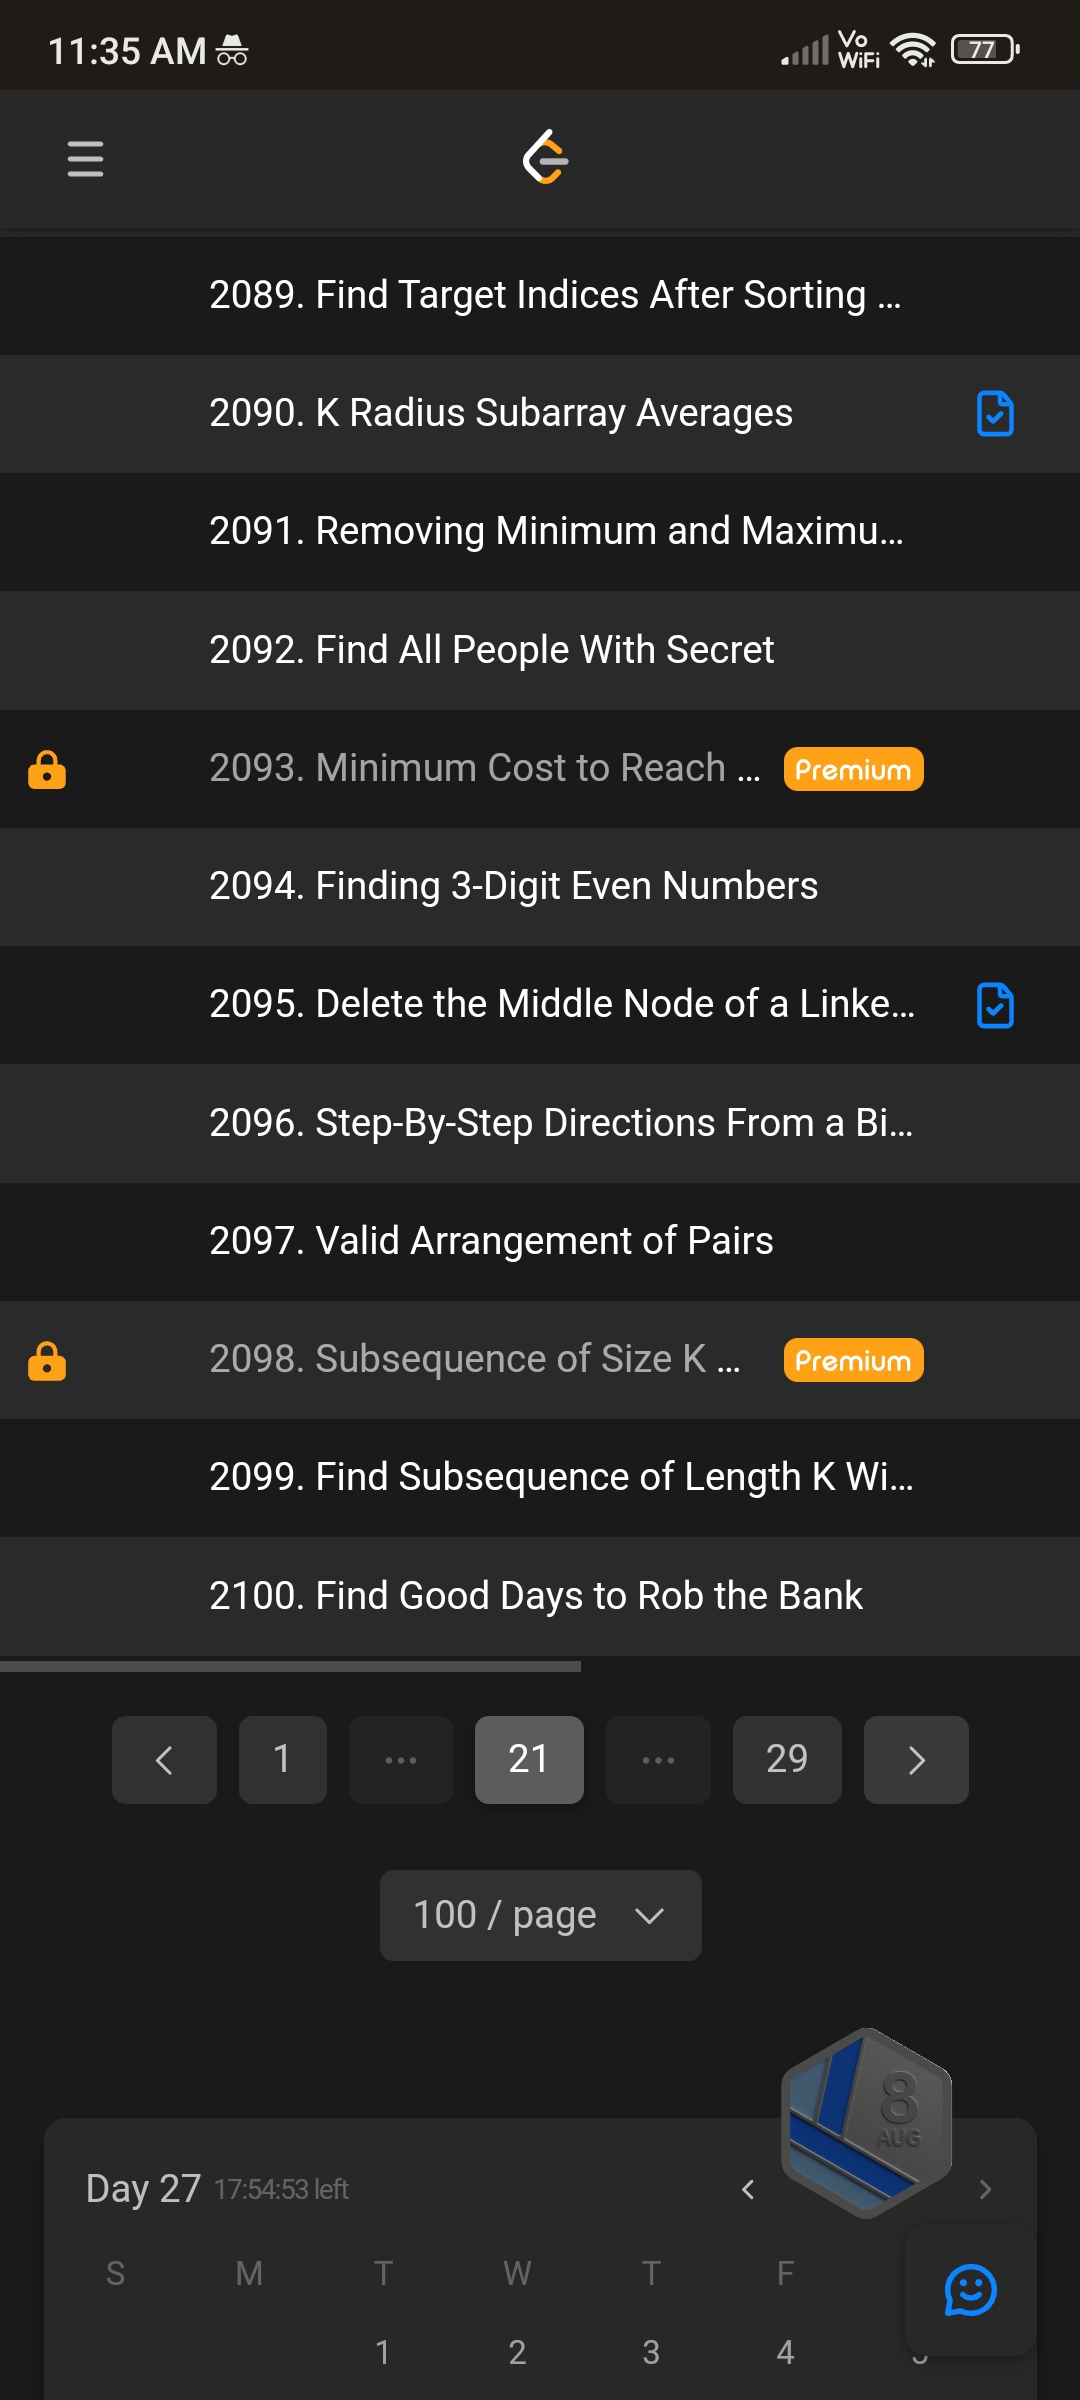 11:35 AM
Vo
WiFi
77
2089. Find Target Indices After Sorting ...
2090. K Radius Subarray Averages
2091. Removing Minimum and Maximu...
2092. Find All People With Secret
2093. Minimum Cost to Reach ... Premium
2094. Finding 3-Digit Even Numbers
2095. Delete the Middle Node of a Linke...
2096. Step-By-Step Directions From a Bi...
2097. Valid Arrangement of Pairs
2098. Subsequence of Size K ... Premium
2099. Find Subsequence of Length K Wi...
2100. Find Good Days to Rob the Bank
1 ... 21 ... 29
100 / page
8
AUG
Day 27 17:54:53 left
S M T W T F
1 2 3 4